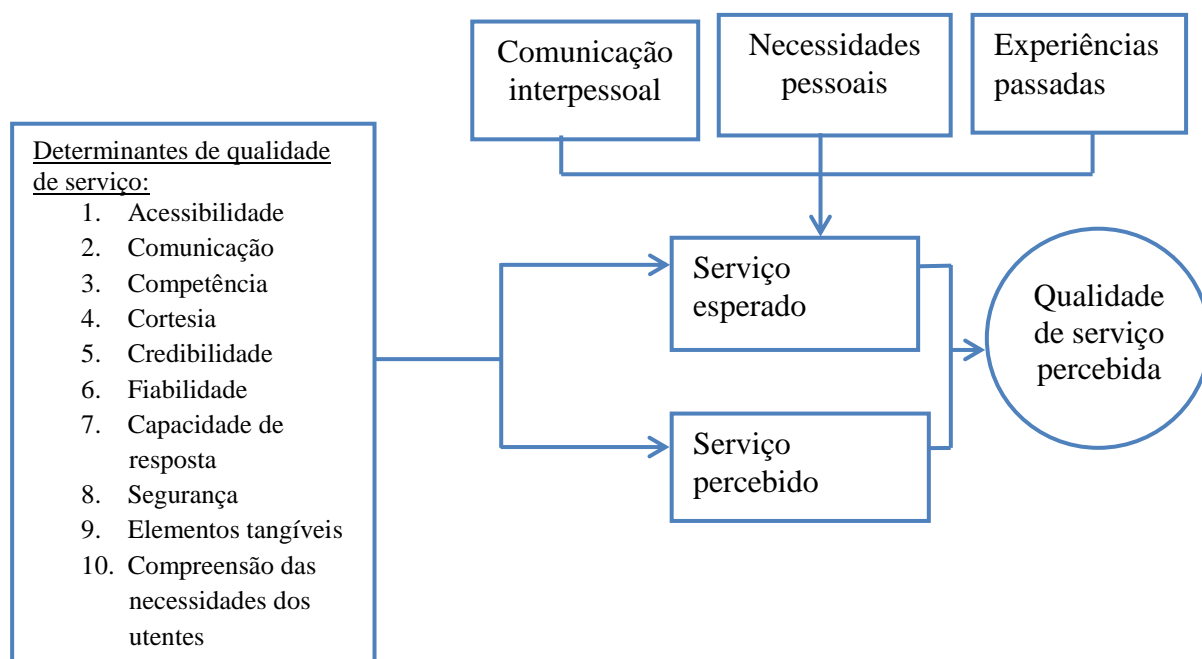 Comunicação
interpessoal
Necessidades
pessoais
Experiências
passadas
Determinantes de qualidade
de serviço:
1. Acessibilidade
2. Comunicação
3. Competência
4. Cortesia
5. Credibilidade
6. Fiabilidade
7. Capacidade de
resposta
8. Segurança
9. Elementos tangíveis
10. Compreensão das
necessidades dos
utentes
Serviço
esperado
Serviço
percebido
Qualidade
de serviço
percebida